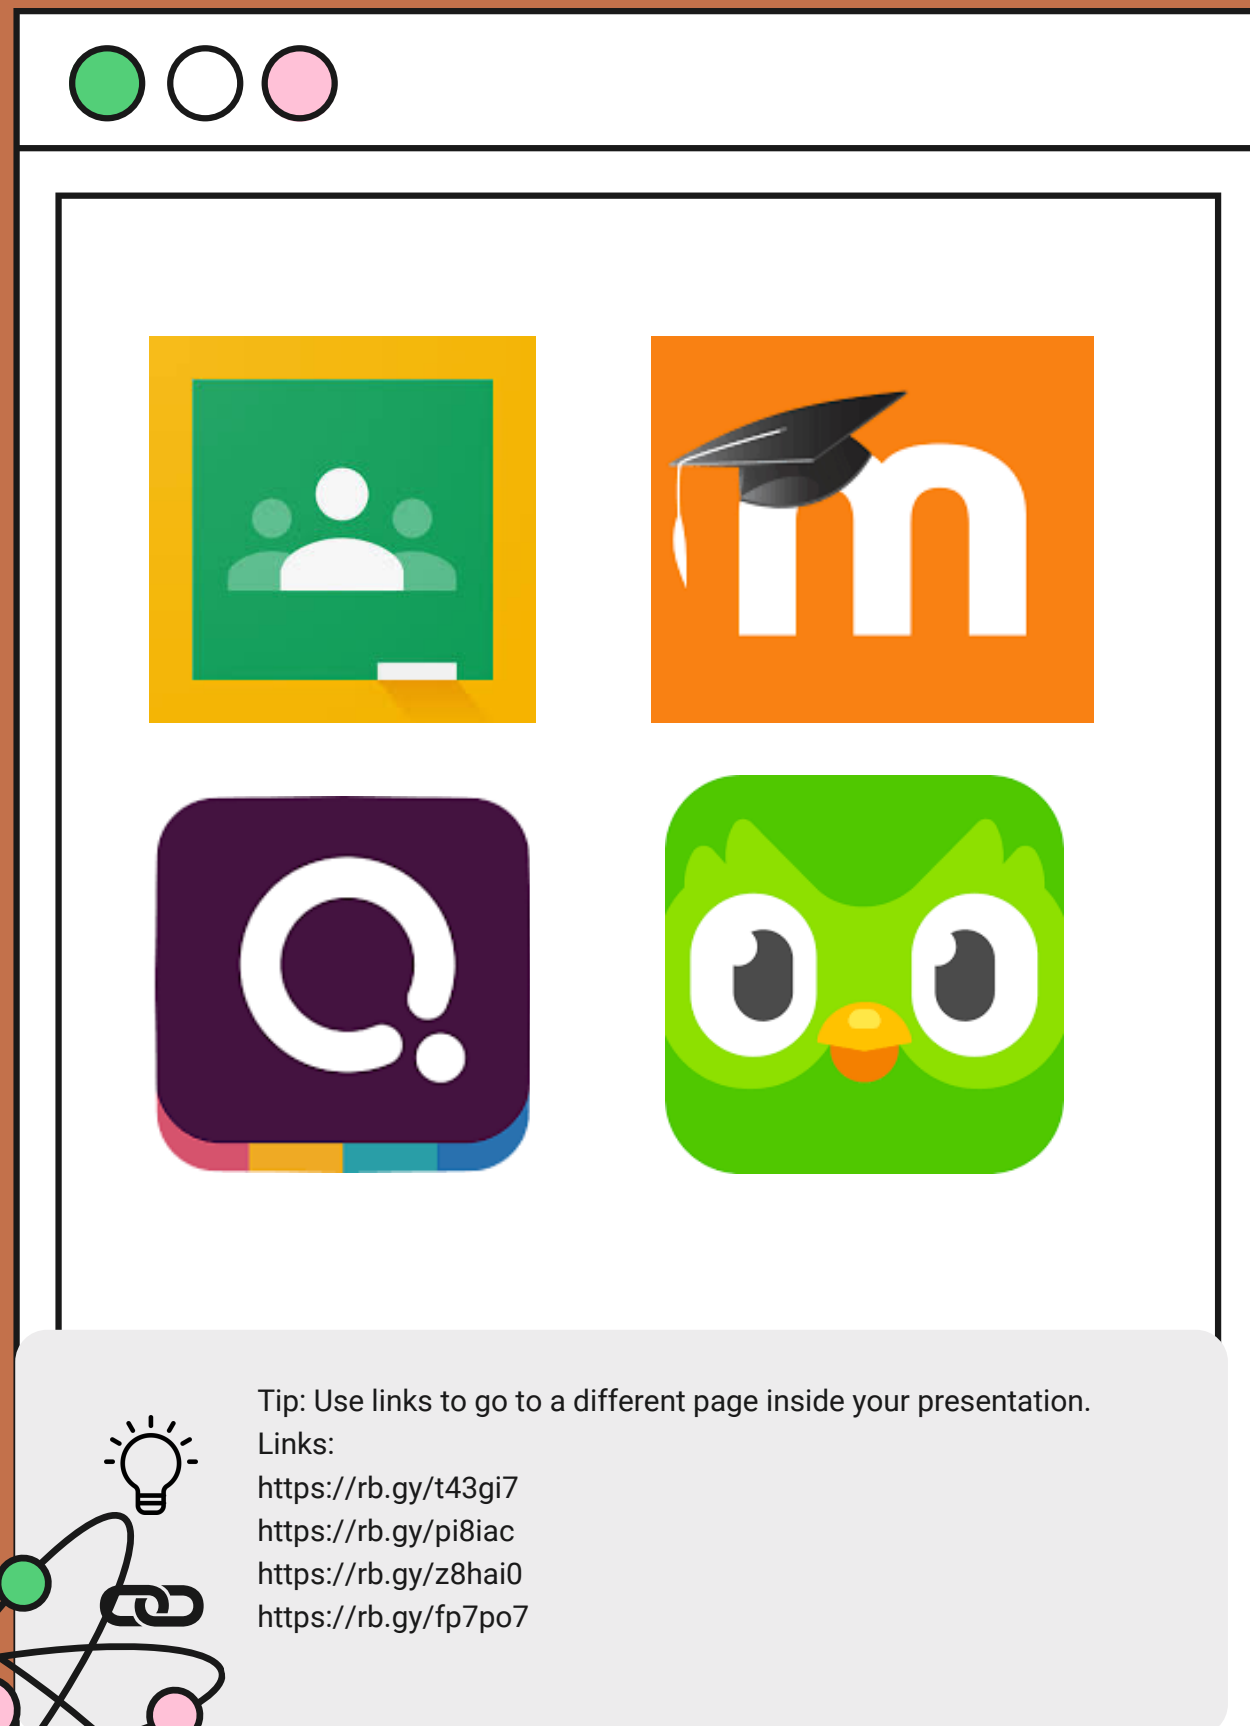 m
Tip: Use links to go to a different page inside your presentation.
Links:
https://rb.gy/t43gi7
https://rb.gy/pi8iac
https://rb.gy/z8hai0
https://rb.gy/fp7po7